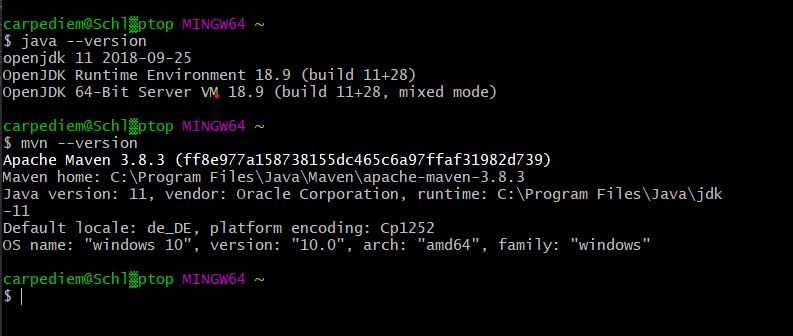 carpediem@Schl▒ptop MINGW64 ~
$ java --version
openjdk 11 2018-09-25
OpenJDK Runtime Environment 18.9 (build 11+28)
OpenJDK 64-Bit Server VM 18.9 (build 11+28, mixed mode)
carpediem@Schl▒ptop MINGW64 ~
$ mvn --version
Apache Maven 3.8.3 (ff8e977a158738155dc465c6a97ffaf31982d739)
Maven home: C:\Program Files\Java\Maven\apache-maven-3.8.3
Java version: 11, vendor: Oracle Corporation, runtime: C:\Program Files\Java\jdk
-11
Default locale: de_DE, platform encoding: Cp1252
OS name: "windows 10", version: "10.0", arch: "amd64", family: "windows"
carpediem@Schl▒ptop MINGW64 ~
$